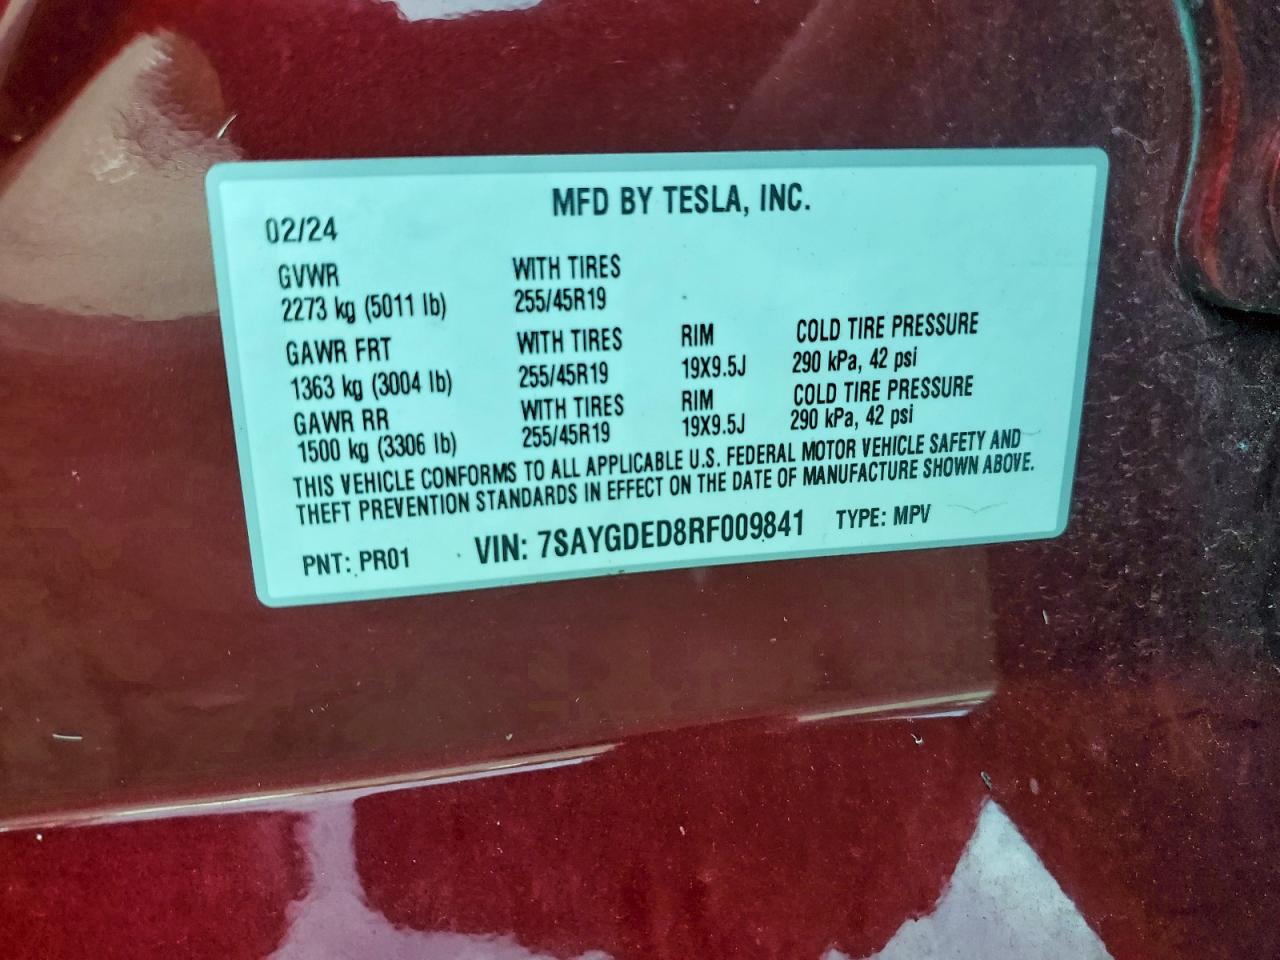 MFD BY TESLA, INC.
02/24
GVWR WITH TIRES
2273 kg (5011 lb) 255/45R19
GAWR FRT WITH TIRES RIM COLD TIRE PRESSURE
1363 kg (3004 lb) 255/45R19 19X9.5J 290 kPa, 42 psi
GAWR RR WITH TIRES RIM COLD TIRE PRESSURE
1500 kg (3306 lb) 255/45R19 19X9.5J 290 kPa, 42 psi
THIS VEHICLE CONFORMS TO ALL APPLICABLE U.S. FEDERAL MOTOR VEHICLE SAFETY AND
THEFT PREVENTION STANDARDS IN EFFECT ON THE DATE OF MANUFACTURE SHOWN ABOVE.
PNT: PR01 VIN: 7SAYGDED8RF009841 TYPE: MPV